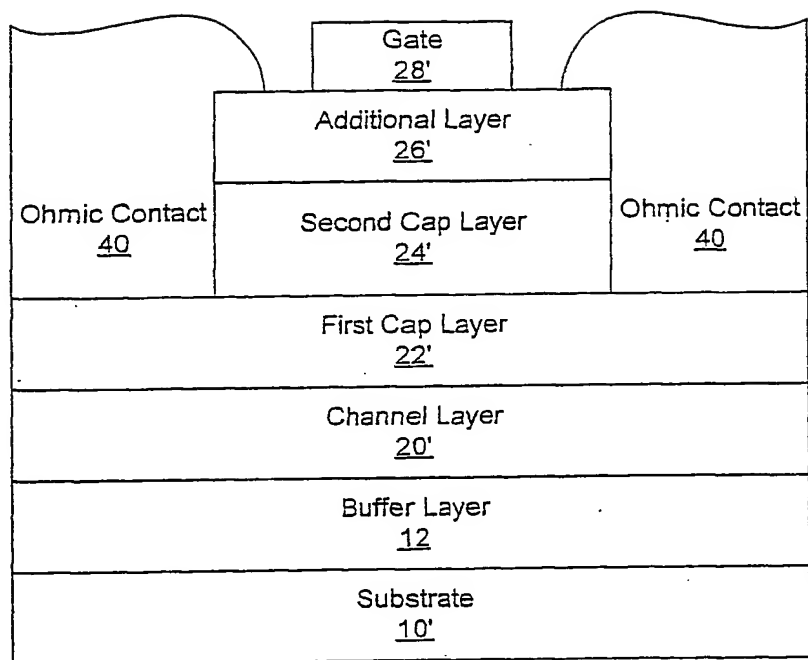 Gate
28'
Additional Layer
26'
Ohmic Contact
40
Second Cap Layer
24'
Ohmic Contact
40
First Cap Layer
22'
Channel Layer
20'
Buffer Layer
12
Substrate
10'